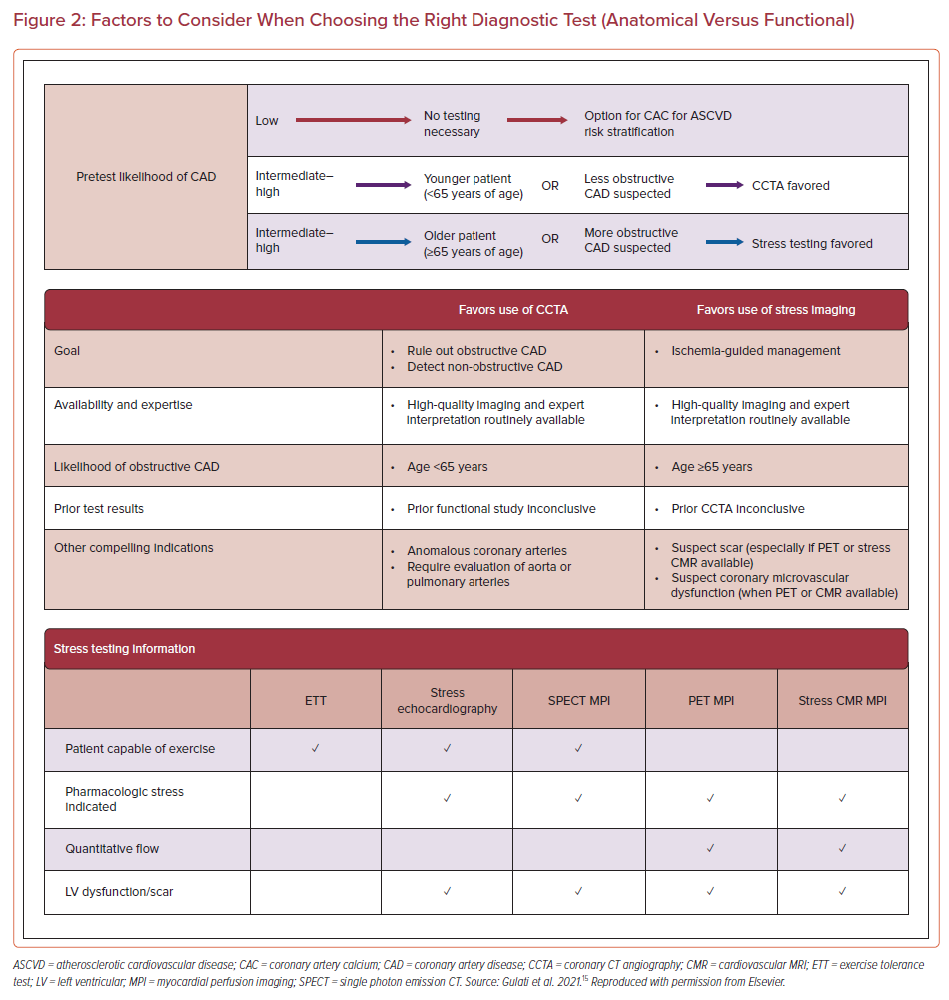 Figure 2: Factors to Consider When Choosing the Right Diagnostic Test (Anatomical Versus Functional)
Pretest likelihood of CAD
Low
No testing
necessary
Option for CAC for ASCVD
risk stratification
Intermediate–
high
Younger patient
(<65 years of age)
OR
Less obstructive
CAD suspected
CCTA favored
Intermediate–
high
Older patient
(≥65 years of age)
OR
More obstructive
CAD suspected
Stress testing favored
Favors use of CCTA
Favors use of stress imaging
Goal
• Rule out obstructive CAD
• Detect non-obstructive CAD
• Ischemia-guided management
Availability and expertise
• High-quality imaging and expert
interpretation routinely available
• High-quality imaging and expert
interpretation routinely available
Likelihood of obstructive CAD
• Age <65 years
• Age ≥65 years
Prior test results
• Prior functional study inconclusive
• Prior CCTA inconclusive
Other compelling indications
• Anomalous coronary arteries
• Require evaluation of aorta or
pulmonary arteries
• Suspect scar (especially if PET or stress
CMR available)
• Suspect coronary microvascular
dysfunction (when PET or CMR available)
Stress testing information
ETT
Stress
echocardiography
SPECT MPI
PET MPI
Stress CMR MPI
Patient capable of exercise
✓ ✓ ✓
Pharmacologic stress
indicated
✓ ✓ ✓ ✓
Quantitative flow
✓ ✓
LV dysfunction/scar
✓ ✓ ✓ ✓
ASCVD = atherosclerotic cardiovascular disease; CAC = coronary artery calcium; CAD = coronary artery disease; CCTA = coronary CT angiography; CMR = cardiovascular MRI; ETT = exercise tolerance
test; LV = left ventricular; MPI = myocardial perfusion imaging; SPECT = single photon emission CT. Source: Gulati et al. 2021.¹⁵ Reproduced with permission from Elsevier.